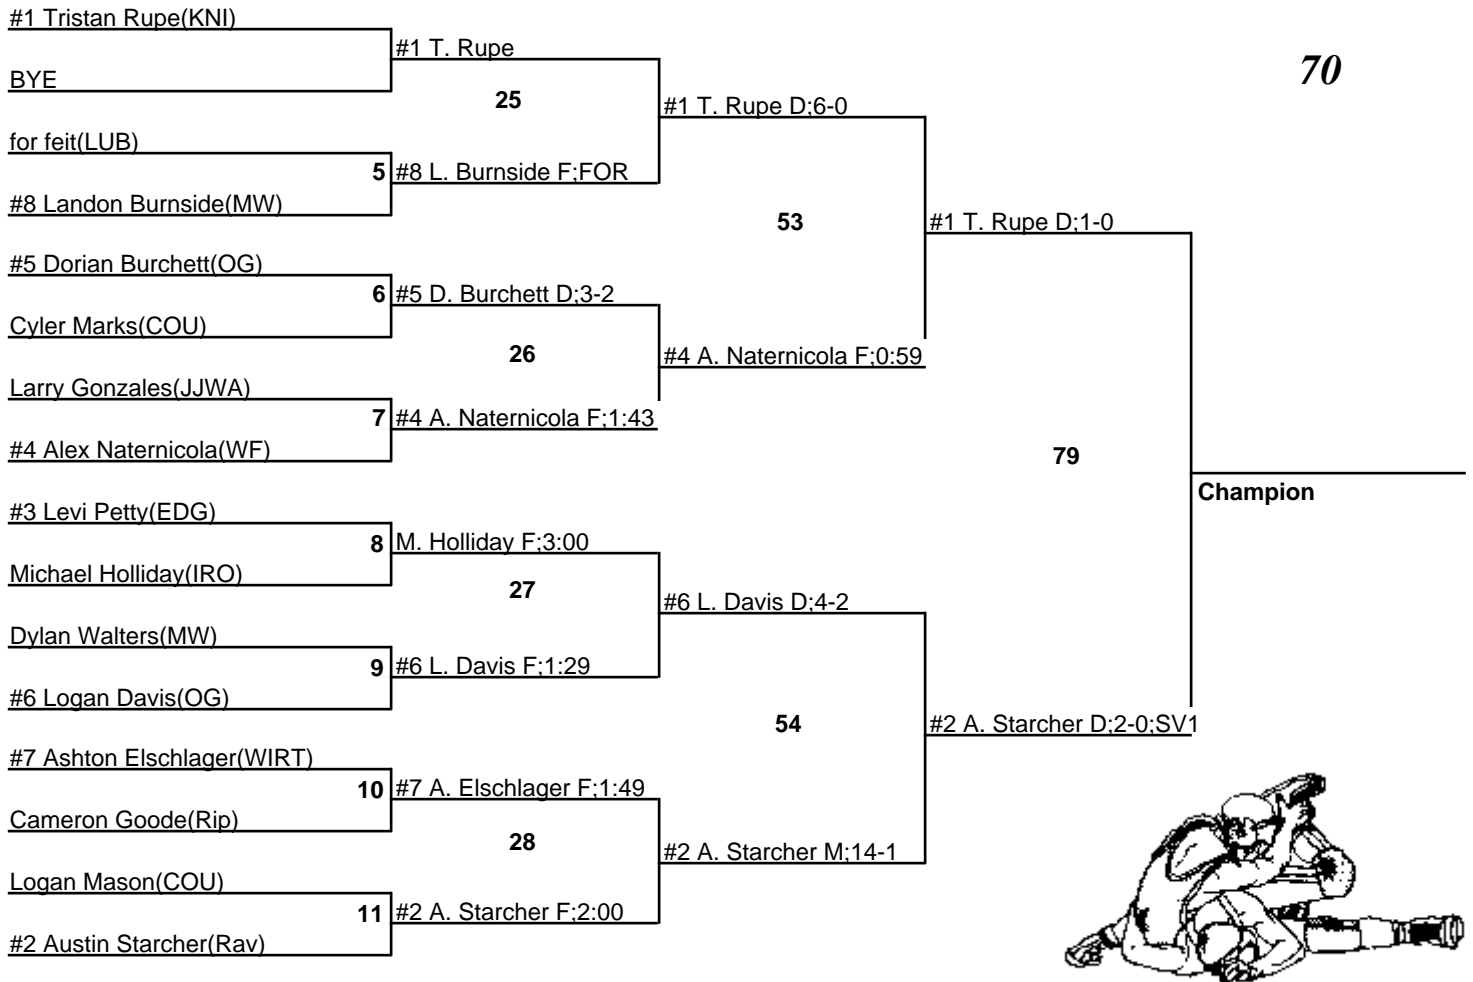 #1 Tristan Rupe(KNI)
BYE
for feit(LUB)
#8 Landon Burnside(MW)
#5 Dorian Burchett(OG)
Cyler Marks(COU)
Larry Gonzales(JJWA)
#4 Alex Naternicola(WF)
#3 Levi Petty(EDG)
Michael Holliday(IRO)
Dylan Walters(MW)
#6 Logan Davis(OG)
#7 Ashton Elschlager(WIRT)
Cameron Goode(Rip)
Logan Mason(COU)
#2 Austin Starcher(Rav)
#1 T. Rupe
25
5 #8 L. Burnside F;FOR
6 #5 D. Burchett D;3-2
26
7 #4 A. Naternicola F;1:43
8 M. Holliday F;3:00
27
9 #6 L. Davis F;1:29
10 #7 A. Elschlager F;1:49
28
11 #2 A. Starcher F;2:00
#1 T. Rupe D;6-0
53
#4 A. Naternicola F;0:59
#6 L. Davis D;4-2
54
#2 A. Starcher M;14-1
#1 T. Rupe D;1-0
79
#2 A. Starcher D;2-0;SV1
Champion
70